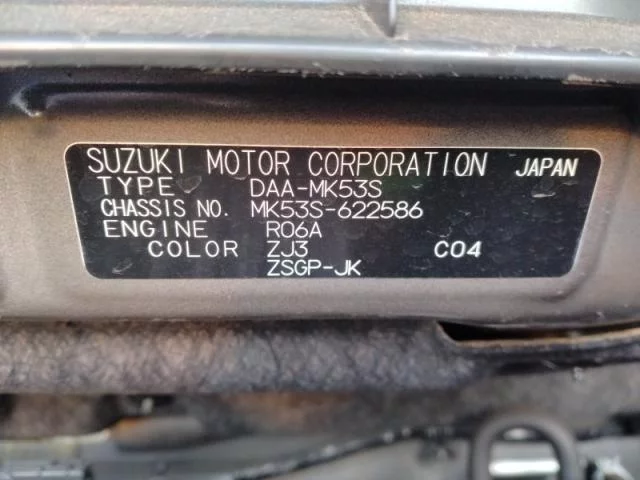 SUZUKI MOTOR CORPORATION JAPAN
TYPE DAA-MK53S
CHASSIS NO. MK53S-622586
ENGINE R06A
COLOR ZJ3 C04
ZSGP-JK